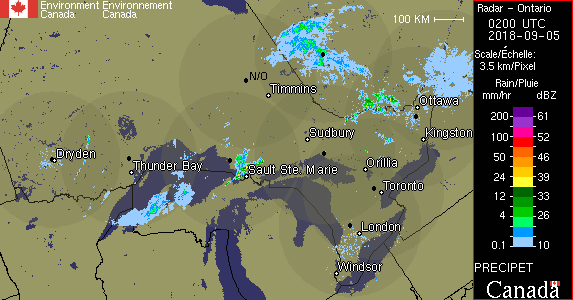 Environment Environnement
Canada Canada
100 KM
N/O
Timmins
Ottawa
Sudbury
Kingston
Dryden
Thunder Bay
Sault Ste. Marie
Orillia
Toronto
London
Windsor
Radar - Ontario
0200 UTC
2018-09-05
Scale/Échelle:
3.5 km/Pixel
Rain/Pluie
mm/hr dBZ
200 61
100 52
50 46
24 39
12 33
4 26
0.1 10
PRECIPET
Canada